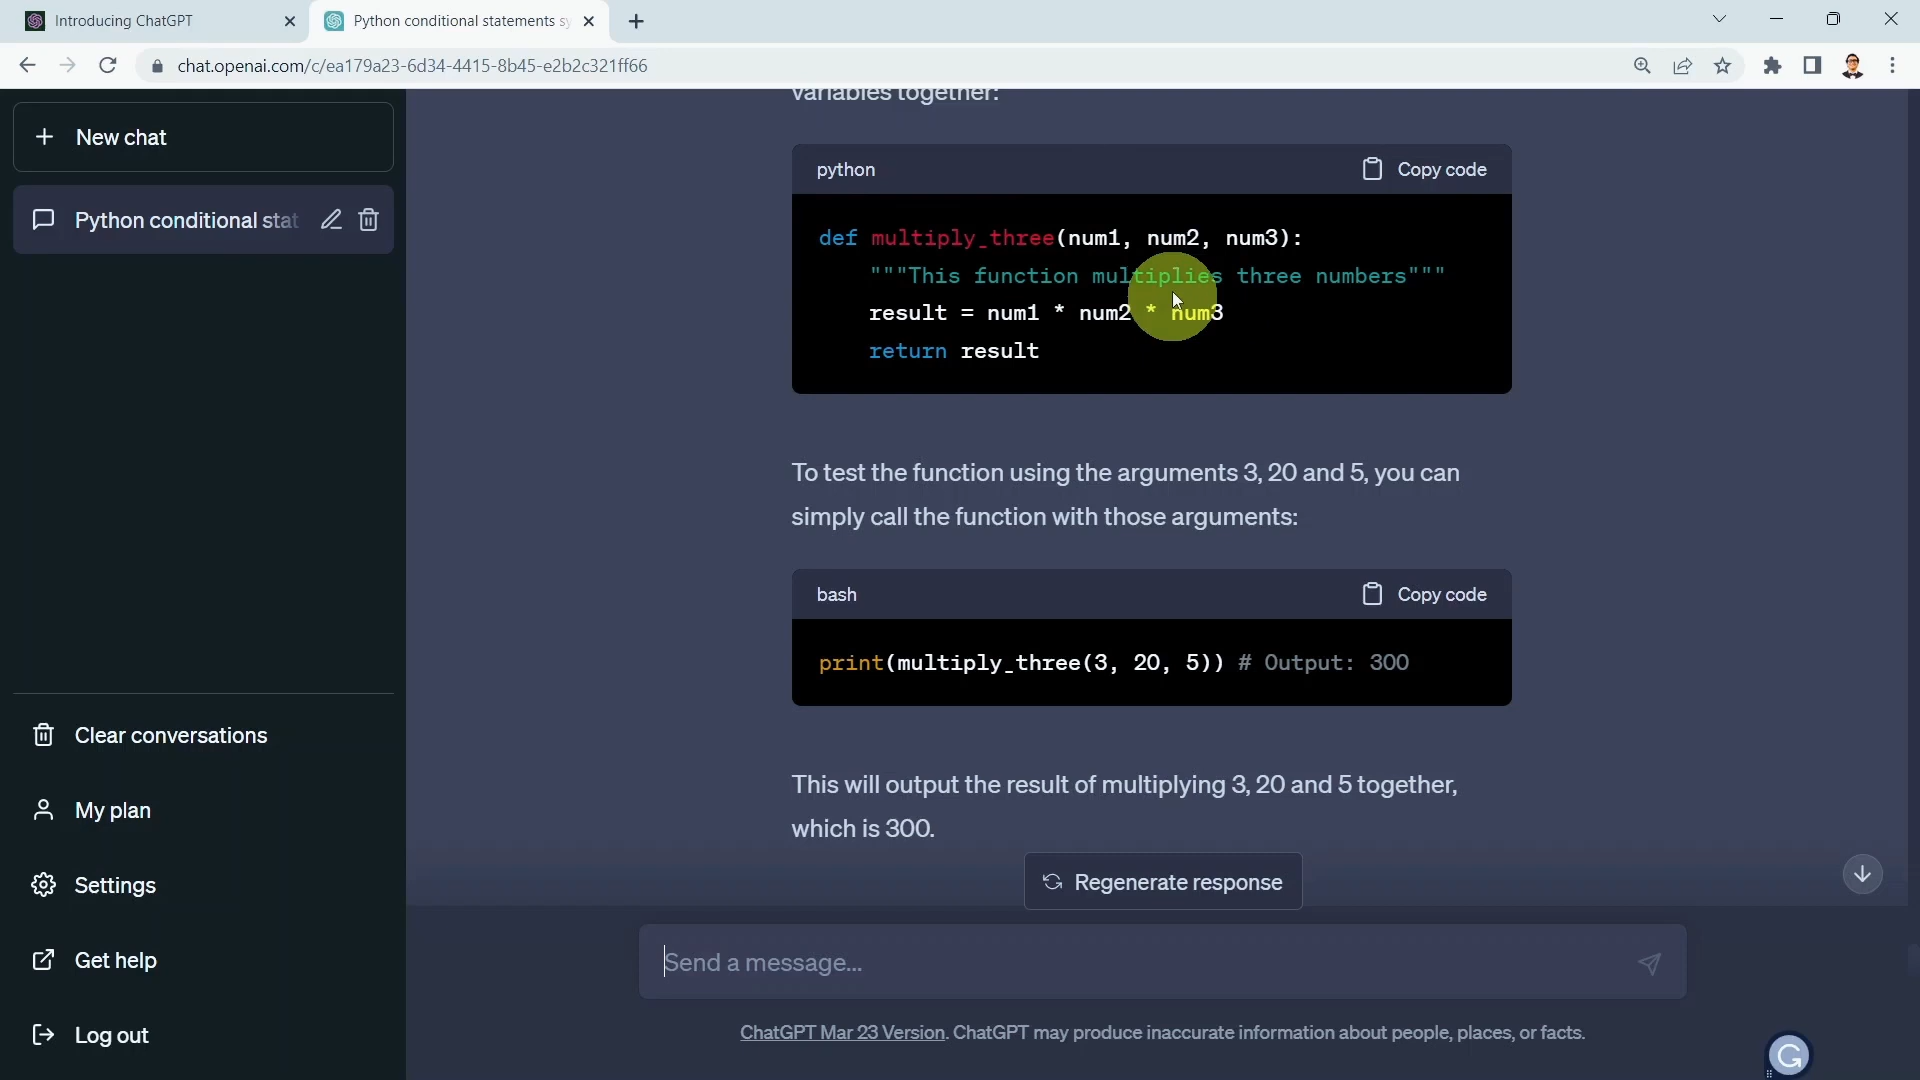 Introducing ChatGPT
Python conditional statements sy
chat.openai.com/c/ea179a23-6d34-4415-8b45-e2b2c321ff66
New chat
Python conditional stat
Clear conversations
My plan
Settings
Get help
Log out
variables together:
python
Copy code
def multiply_three(num1, num2, num3):
"""This function multiplies three numbers"""
result = num1 * num2 * num3
return result
To test the function using the arguments 3, 20 and 5, you can
simply call the function with those arguments:
bash
Copy code
print(multiply_three(3, 20, 5)) # Output: 300
This will output the result of multiplying 3, 20 and 5 together,
which is 300.
Regenerate response
Send a message...
ChatGPT Mar 23 Version. ChatGPT may produce inaccurate information about people, places, or facts.